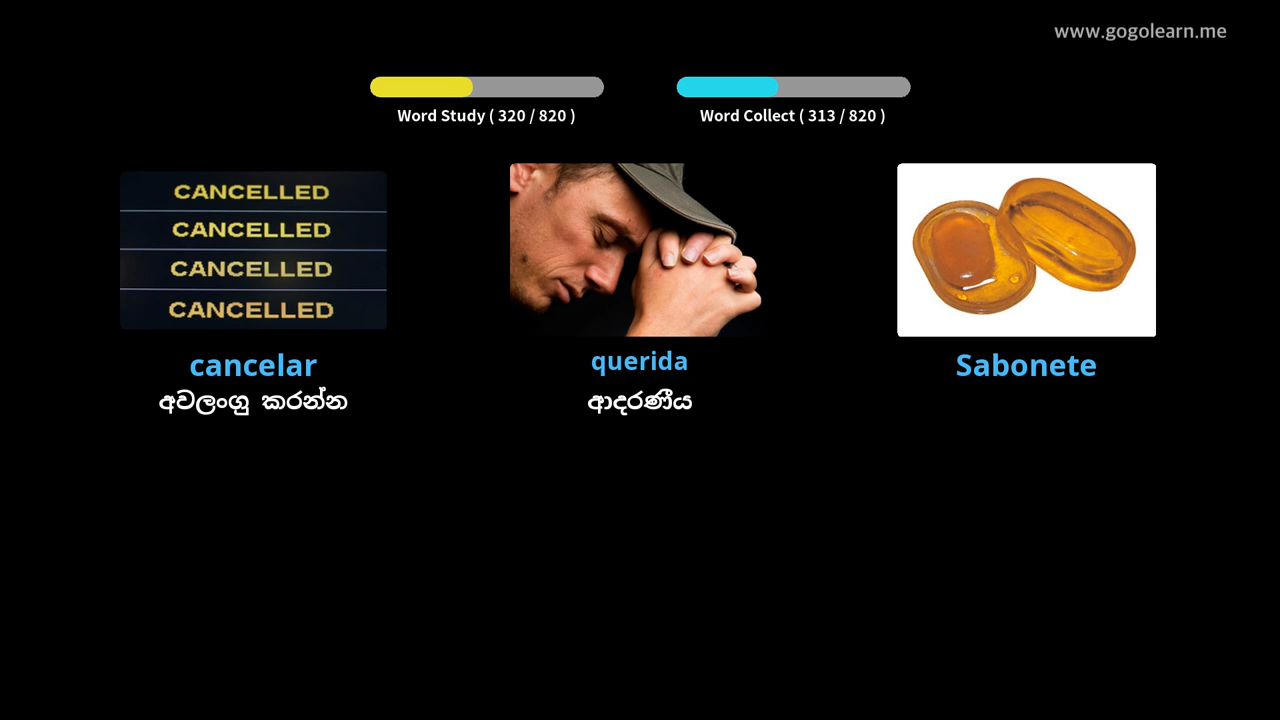 www.gogolearn.me
Word Study ( 320 / 820 )
Word Collect ( 313 / 820 )
CANCELLED
CANCELLED
CANCELLED
CANCELLED
cancelar
querida
Sabonete
අවලංගු කරන්න
ආදරණීය